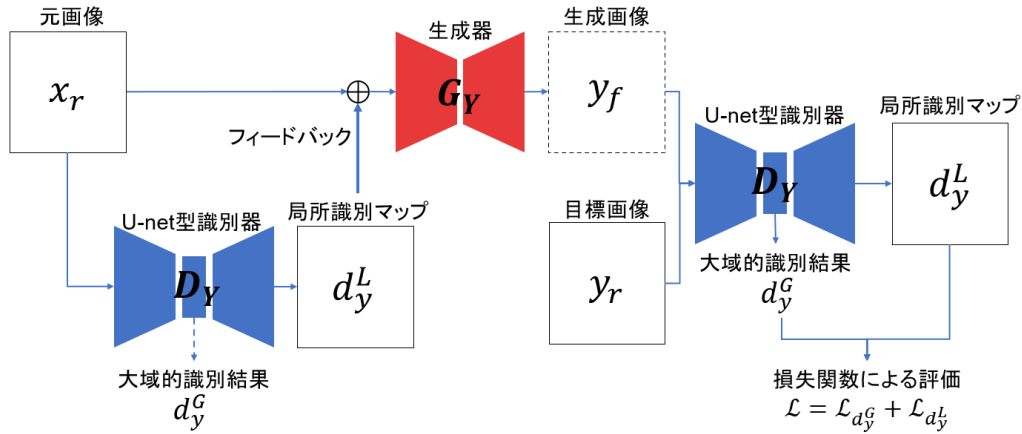 元画像
x_r
フィードバック
U-net型識別器
D_Y
大域的識別結果
d_y^G
局所識別マップ
d_y^L
生成器
G_Y
生成画像
y_f
目標画像
y_r
U-net型識別器
D_Y
大域的識別結果
d_y^G
局所識別マップ
d_y^L
損失関数による評価
ℒ = ℒ_{d_y^G} + ℒ_{d_y^L}